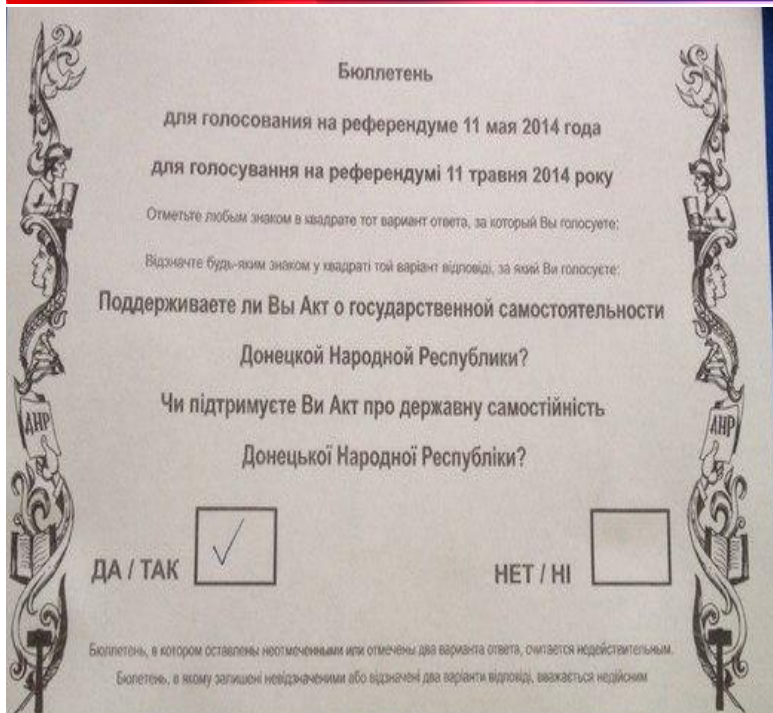 Бюллетень
для голосования на референдуме 11 мая 2014 года
для голосування на референдумі 11 травня 2014 року
Отметьте любым знаком в квадрате тот вариант ответа, за который Вы голосуете:
Відзначте будь-яким знаком у квадраті той варіант відповіді, за який Ви голосуєте:
Поддерживаете ли Вы Акт о государственной самостоятельности
Донецкой Народной Республики?
Чи підтримуєте Ви Акт про державну самостійність
Донецької Народної Республіки?
ДНР
ДНР
ДА / ТАК
НЕТ / НІ
Бюллетень, в котором оставлены неотмеченными или отмечены два варианта ответа, считается недействительным.
Бюлетень, в якому залишені невідзначеними або відзначені два варіанти відповіді, вважається недійсним